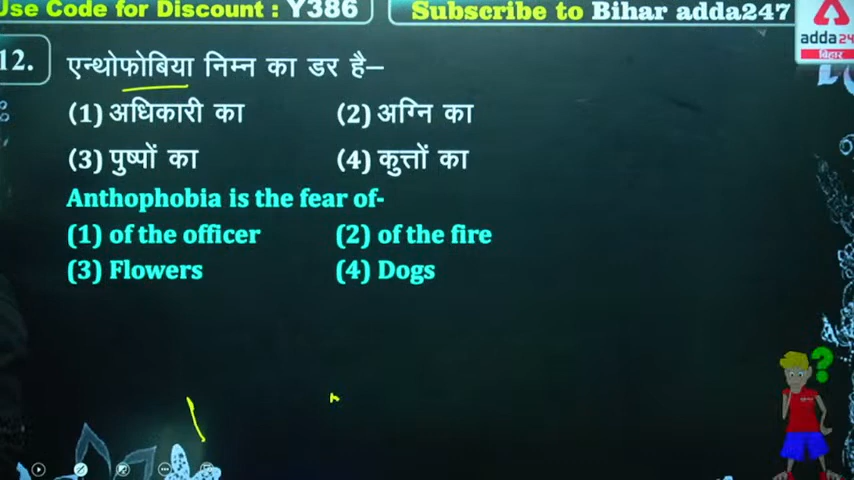 Use Code for Discount : Y386
Subscribe to Bihar adda247
adda24
बिहार
12.
एन्थोफोबिया निम्न का डर है–
(1) अधिकारी का
(2) अग्नि का
(3) पुष्पों का
(4) कुत्तों का
Anthophobia is the fear of-
(1) of the officer
(2) of the fire
(3) Flowers
(4) Dogs